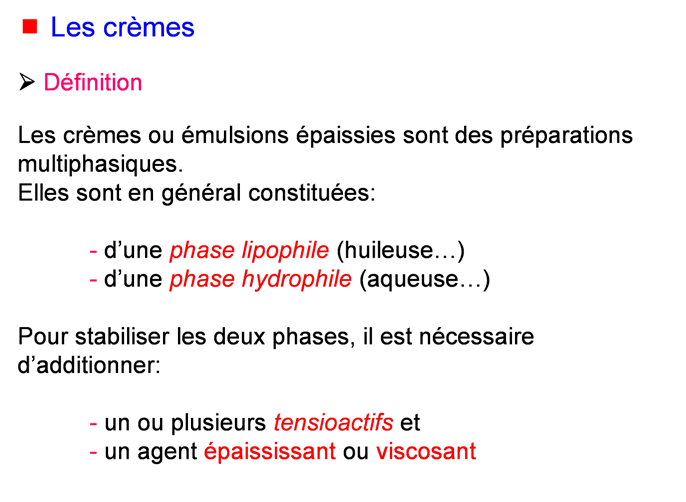 Les crèmes
Définition
Les crèmes ou émulsions épaissies sont des préparations
multiphasiques.
Elles sont en général constituées:
- d’une phase lipophile (huileuse…)
- d’une phase hydrophile (aqueuse…)
Pour stabiliser les deux phases, il est nécessaire
d’additionner:
- un ou plusieurs tensioactifs et
- un agent épaississant ou viscosant